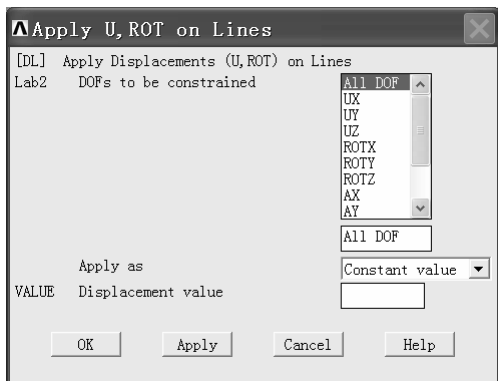 Apply U,ROT on Lines
[DL] Apply Displacements (U,ROT) on Lines
Lab2 DOFs to be constrained
All DOF
UX
UY
UZ
ROTX
ROTY
ROTZ
AX
AY
All DOF
Apply as Constant value
VALUE Displacement value
OK Apply Cancel Help